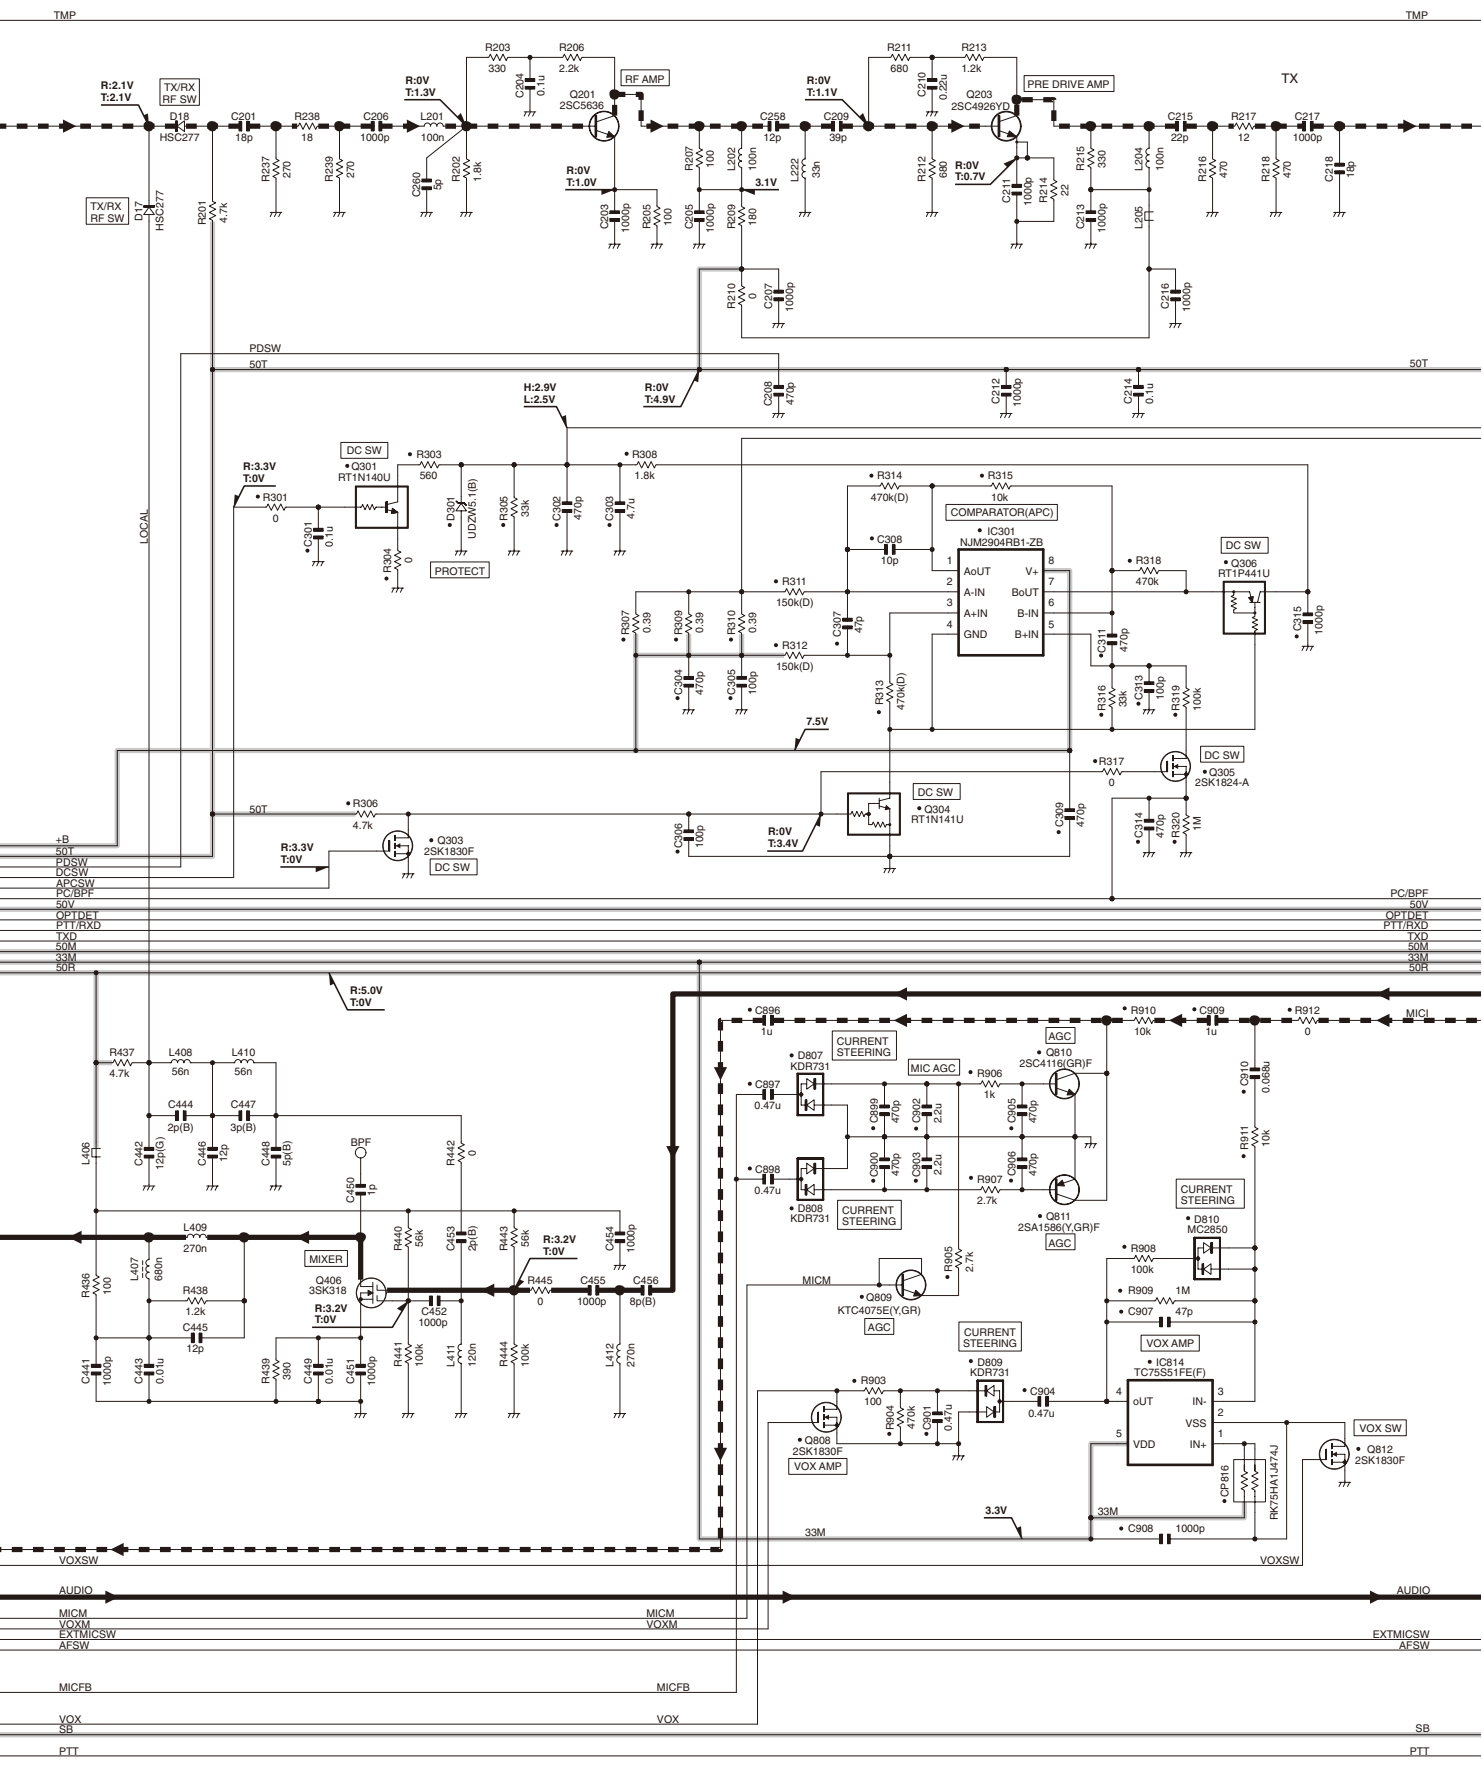 TMP
TMP
R203
330
R206
2.2k
C204
0.1u
RF AMP
R211
680
R213
1.2k
C210
0.22u
PRE DRIVE AMP
TX
R:2.1V
T:2.1V
TX/RX
RF SW
D18
HSC277
C201
18p
R238
18
C206
1000p
R:0V
T:1.3V
L201
100n
Q201
2SC5636
C258
12p
C209
39p
R:0V
T:1.1V
Q203
2SC4926YD
C215
22p
R217
12
C217
1000p
R237
270
R239
270
C260
5p
R202
1.8k
R:0V
T:1.0V
R207
100
L202
100n
L222
33n
R212
680
R:0V
T:0.7V
R215
330
L204
100n
R216
470
R218
470
C218
18p
TX/RX
RF SW
D17
HSC277
R201
4.7k
C203
1000p
R205
100
C205
1000p
R209
180
3.1V
C211
1000p
R214
22
C213
1000p
L205
R210
0
C207
1000p
C216
1000p
PDSW
50T
50T
H:2.9V
L:2.5V
R:0V
T:4.9V
C208
470p
C212
1000p
C214
0.1u
LOCAL
R:3.3V
T:0V
R301
0
C301
0.1u
DC SW
Q301
RT1N140U
R303
560
R304
0
D301
UDZW5.1(B)
PROTECT
R305
33k
C302
470p
C303
4.7u
R308
1.8k
R314
470k(D)
R315
10k
COMPARATOR(APC)
IC301
NJM2904RB1-ZB
C308
10p
1
AoUT
2
A-IN
3
A+IN
4
GND
8
V+
7
BoUT
6
B-IN
5
B+IN
R318
470k
DC SW
Q306
RT1P441U
C315
1000p
R307
0.39
R309
0.39
R310
0.39
R311
150k(D)
R312
150k(D)
C307
47p
C304
470p
C305
100p
R313
470k(D)
C311
470p
R316
33k
C313
100p
R319
100k
7.5V
R317
0
DC SW
Q305
2SK1824-A
50T
R306
4.7k
Q303
2SK1830F
DC SW
R:3.3V
T:0V
C306
100p
R:0V
T:3.4V
DC SW
Q304
RT1N141U
C309
470p
C314
470p
R320
1M
+B
50T
PDSW
DCSW
APCSW
PC/BPF
PC/BPF
50V
50V
OPTDET
OPTDET
PTT/RXD
PTT/RXD
TXD
TXD
50M
50M
33M
33M
50R
50R
R:5.0V
T:0V
C896
1u
R910
10k
C909
1u
R912
0
MICI
R437
4.7k
L408
56n
L410
56n
CURRENT
STEERING
D807
KDR731
MIC AGC
AGC
Q810
2SC4116(GR)F
R906
1k
C910
0.068u
C444
2p(B)
C447
3p(B)
C897
0.47u
C899
470p
C902
2.2u
C905
470p
L406
C442
12p(G)
C446
12p
C448
5p(B)
BPF
R442
0
C450
1p
C898
0.47u
C900
470p
C903
2.2u
C906
470p
R907
2.7k
R911
10k
D808
KDR731
CURRENT
STEERING
Q811
2SA1586(Y,GR)F
AGC
CURRENT
STEERING
D810
MC2850
L409
270n
L407
680n
R440
56k
C453
2p(B)
R443
56k
C454
1000p
MIXER
Q406
3SK318
R:3.2V
T:0V
R:3.2V
T:0V
R445
0
C455
1000p
C456
8p(B)
C452
1000p
R905
2.7k
MICM
Q809
KTC4075E(Y,GR)
AGC
R908
100k
R909
1M
C907
47p
R436
100
R438
1.2k
C445
12p
C441
1000p
C443
0.01u
R439
390
C449
0.01u
C451
1000p
R441
100k
L411
120n
R444
100k
L412
270n
CURRENT
STEERING
D809
KDR731
VOX AMP
IC814
TC75S51FE(F)
R903
100
R904
470k
C901
0.47u
C904
0.47u
Q808
2SK1830F
VOX AMP
4
oUT
5
VDD
3
IN-
2
VSS
1
IN+
VOX SW
Q812
2SK1830F
CP816
RK75HA1J474J
3.3V
33M
33M
C908
1000p
VOXSW
VOXSW
AUDIO
AUDIO
MICM
MICM
VOXM
VOXM
EXTMICSW
EXTMICSW
AFSW
AFSW
MICFB
MICFB
VOX
VOX
SB
SB
PTT
PTT